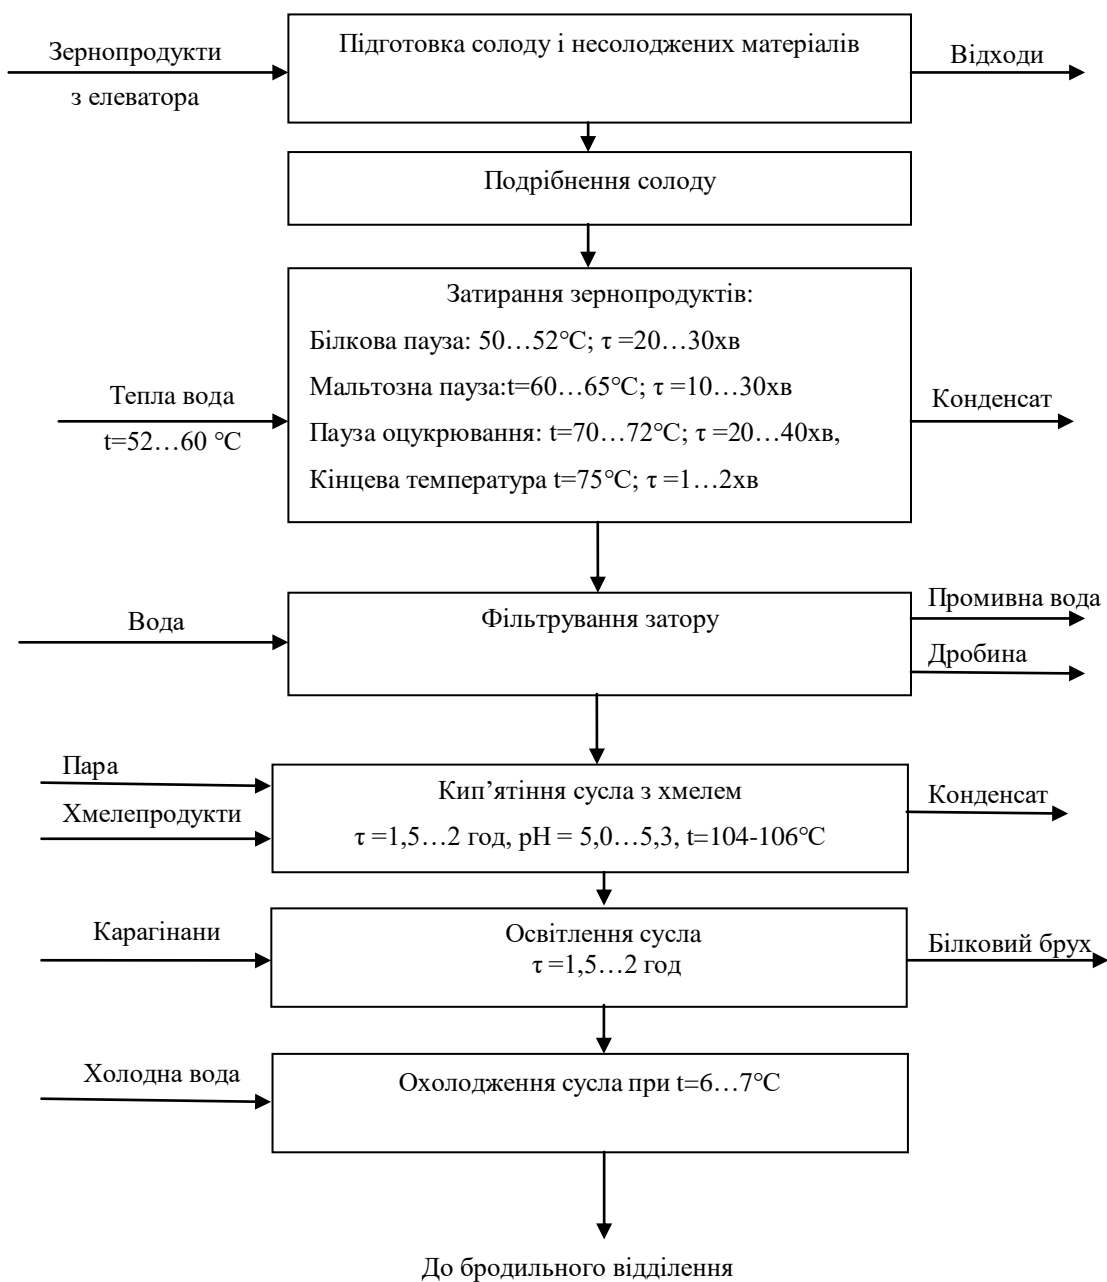 Зернопродукти
з елеватора
Підготовка солоду і несолоджених матеріалів
Відходи
Подрібнення солоду
Затирання зернопродуктів:
Білкова пауза: 50…52°С; τ =20…30хв
Мальтозна пауза:t=60…65°С; τ =10…30хв
Пауза оцукрювання: t=70…72°С; τ =20…40хв,
Кінцева температура t=75°С; τ =1…2хв
Тепла вода
t=52…60 °С
Конденсат
Вода
Фільтрування затору
Промивна вода
Дробина
Пара
Хмелепродукти
Кип’ятіння сусла з хмелем
τ =1,5…2 год, рН = 5,0…5,3, t=104-106°С
Конденсат
Карагінани
Освітлення сусла
τ =1,5…2 год
Білковий брух
Холодна вода
Охолодження сусла при t=6…7°С
До бродильного відділення